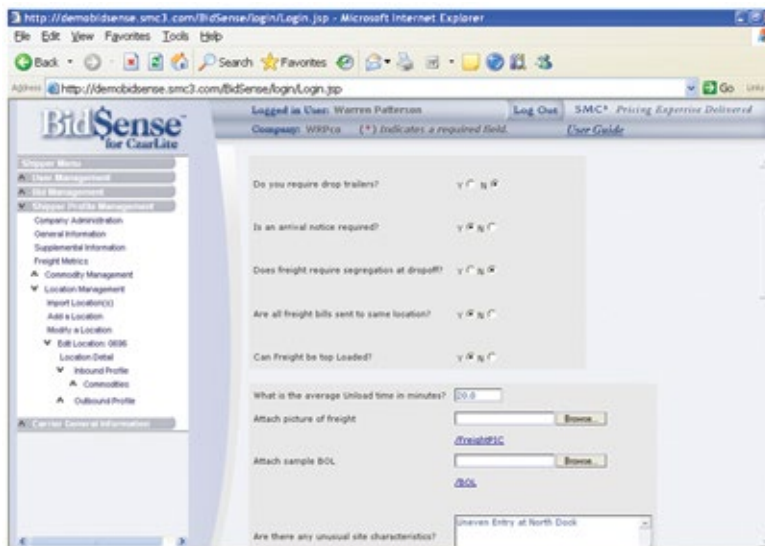 http://demobidsense.smc3.com/BidSense/login/Login.jsp - Microsoft Internet Explorer
File Edit View Favorites Tools Help
Back Search Favorites
Address http://demobidsense.smc3.com/BidSense/login/Login.jsp Go Links
BidSense™
for CzarLite
Logged in User: Warren Patterson Log Out SMC³ Pricing Expertise Delivered
Company: WRPco (*) Indicates a required field. User Guide
Shipper Menu
User Management
Bid Management
Shipper Profile Management
Company Administration
General Information
Supplemental Information
Freight Metrics
Commodity Management
Location Management
Import Location(s)
Add a Location
Modify a Location
Edit Location: 0696
Location Detail
Inbound Profile
Commodities
Outbound Profile
Carrier General Information
Do you require drop trailers? Y N
Is an arrival notice required? Y N
Does freight require segregation at dropoff? Y N
Are all freight bills sent to same location? Y N
Can Freight be top Loaded? Y N
What is the average Unload time in minutes? 20.0
Attach picture of freight Browse...
/freightPIC
Attach sample BOL Browse...
/BOL
Are there any unusual site characteristics? Uneven Entry at North Dock